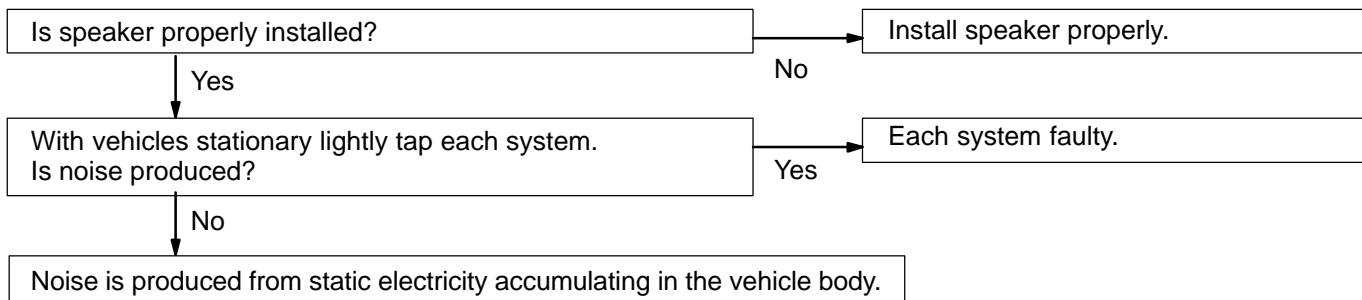 Is speaker properly installed?
Install speaker properly.
No
Yes
With vehicles stationary lightly tap each system.
Is noise produced?
Each system faulty.
Yes
No
Noise is produced from static electricity accumulating in the vehicle body.